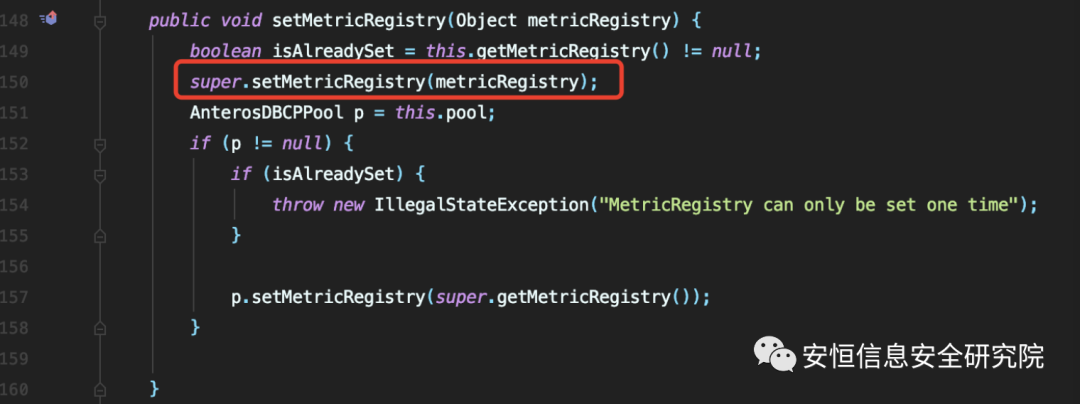 148 public void setMetricRegistry(Object metricRegistry) {
149 boolean isAlreadySet = this.getMetricRegistry() != null;
150 super.setMetricRegistry(metricRegistry);
151 AnterosDBCPPool p = this.pool;
152 if (p != null) {
153 if (isAlreadySet) {
154 throw new IllegalStateException("MetricRegistry can only be set one time");
155 }
156
157 p.setMetricRegistry(super.getMetricRegistry());
158 }
159
160 }
安恒信息安全研究院